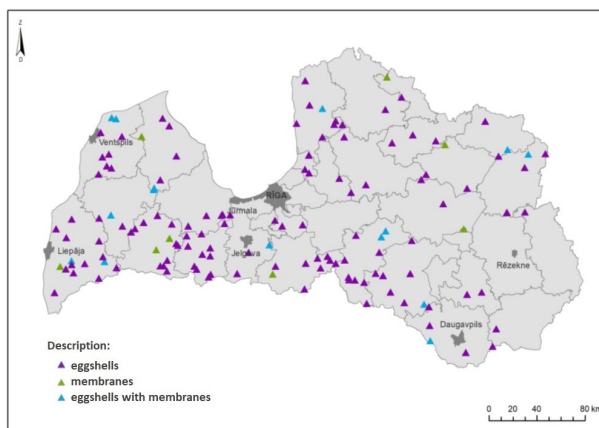 Z
D
Ventspils
RĪGA
Jūrmala
Jelgava
Liepāja
Rēzekne
Daugavpils
Description:
eggshells
membranes
eggshells with membranes
0 20 40 80 km